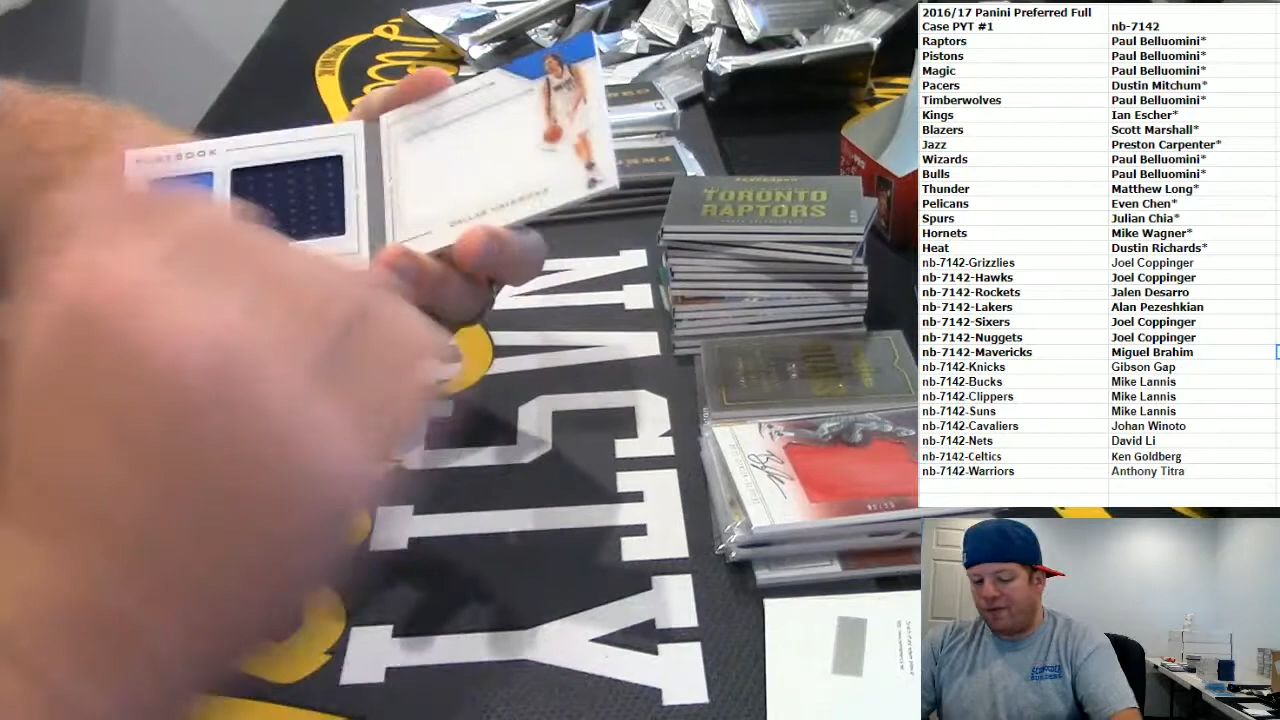 2016/17 Panini Preferred Full
Case PYT #1 nb-7142
Raptors Paul Belluomini*
Pistons Paul Belluomini*
Magic Paul Belluomini*
Pacers Dustin Mitchum*
Timberwolves Paul Belluomini*
Kings Ian Escher*
Blazers Scott Marshall*
Jazz Preston Carpenter*
Wizards Paul Belluomini*
Bulls Paul Belluomini*
Thunder Matthew Long*
Pelicans Even Chen*
Spurs Julian Chia*
Hornets Mike Wagner*
Heat Dustin Richards*
nb-7142-Grizzlies Joel Coppinger
nb-7142-Hawks Joel Coppinger
nb-7142-Rockets Jalen Desarro
nb-7142-Lakers Alan Pezeshkian
nb-7142-Sixers Joel Coppinger
nb-7142-Nuggets Joel Coppinger
nb-7142-Mavericks Miguel Brahim
nb-7142-Knicks Gibson Gap
nb-7142-Bucks Mike Lannis
nb-7142-Clippers Mike Lannis
nb-7142-Suns Mike Lannis
nb-7142-Cavaliers Johan Winoto
nb-7142-Nets David Li
nb-7142-Celtics Ken Goldberg
nb-7142-Warriors Anthony Titra
PLAYBOOK
DALLAS MAVERICKS
TORONTO
RAPTORS
NASTY